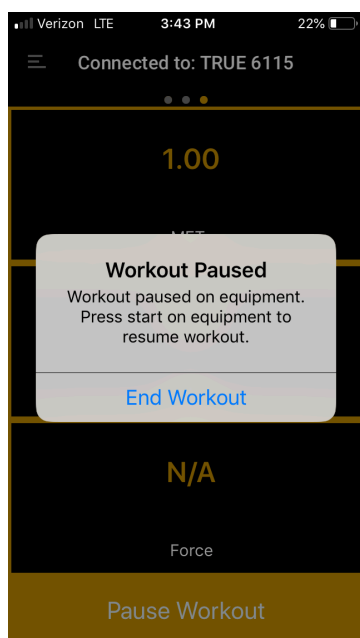 Verizon LTE 3:43 PM 22%
Connected to: TRUE 6115
1.00
MET
Workout Paused
Workout paused on equipment.
Press start on equipment to
resume workout.
End Workout
N/A
Force
Pause Workout